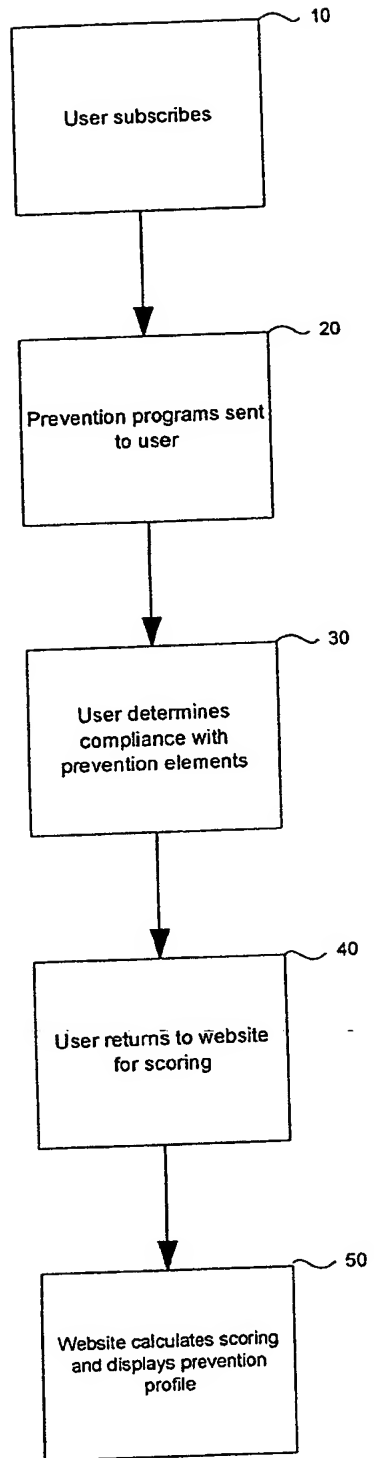 10
User subscribes
20
Prevention programs sent
to user
30
User determines
compliance with
prevention elements
40
User returns to website
for scoring
50
Website calculates scoring
and displays prevention
profile